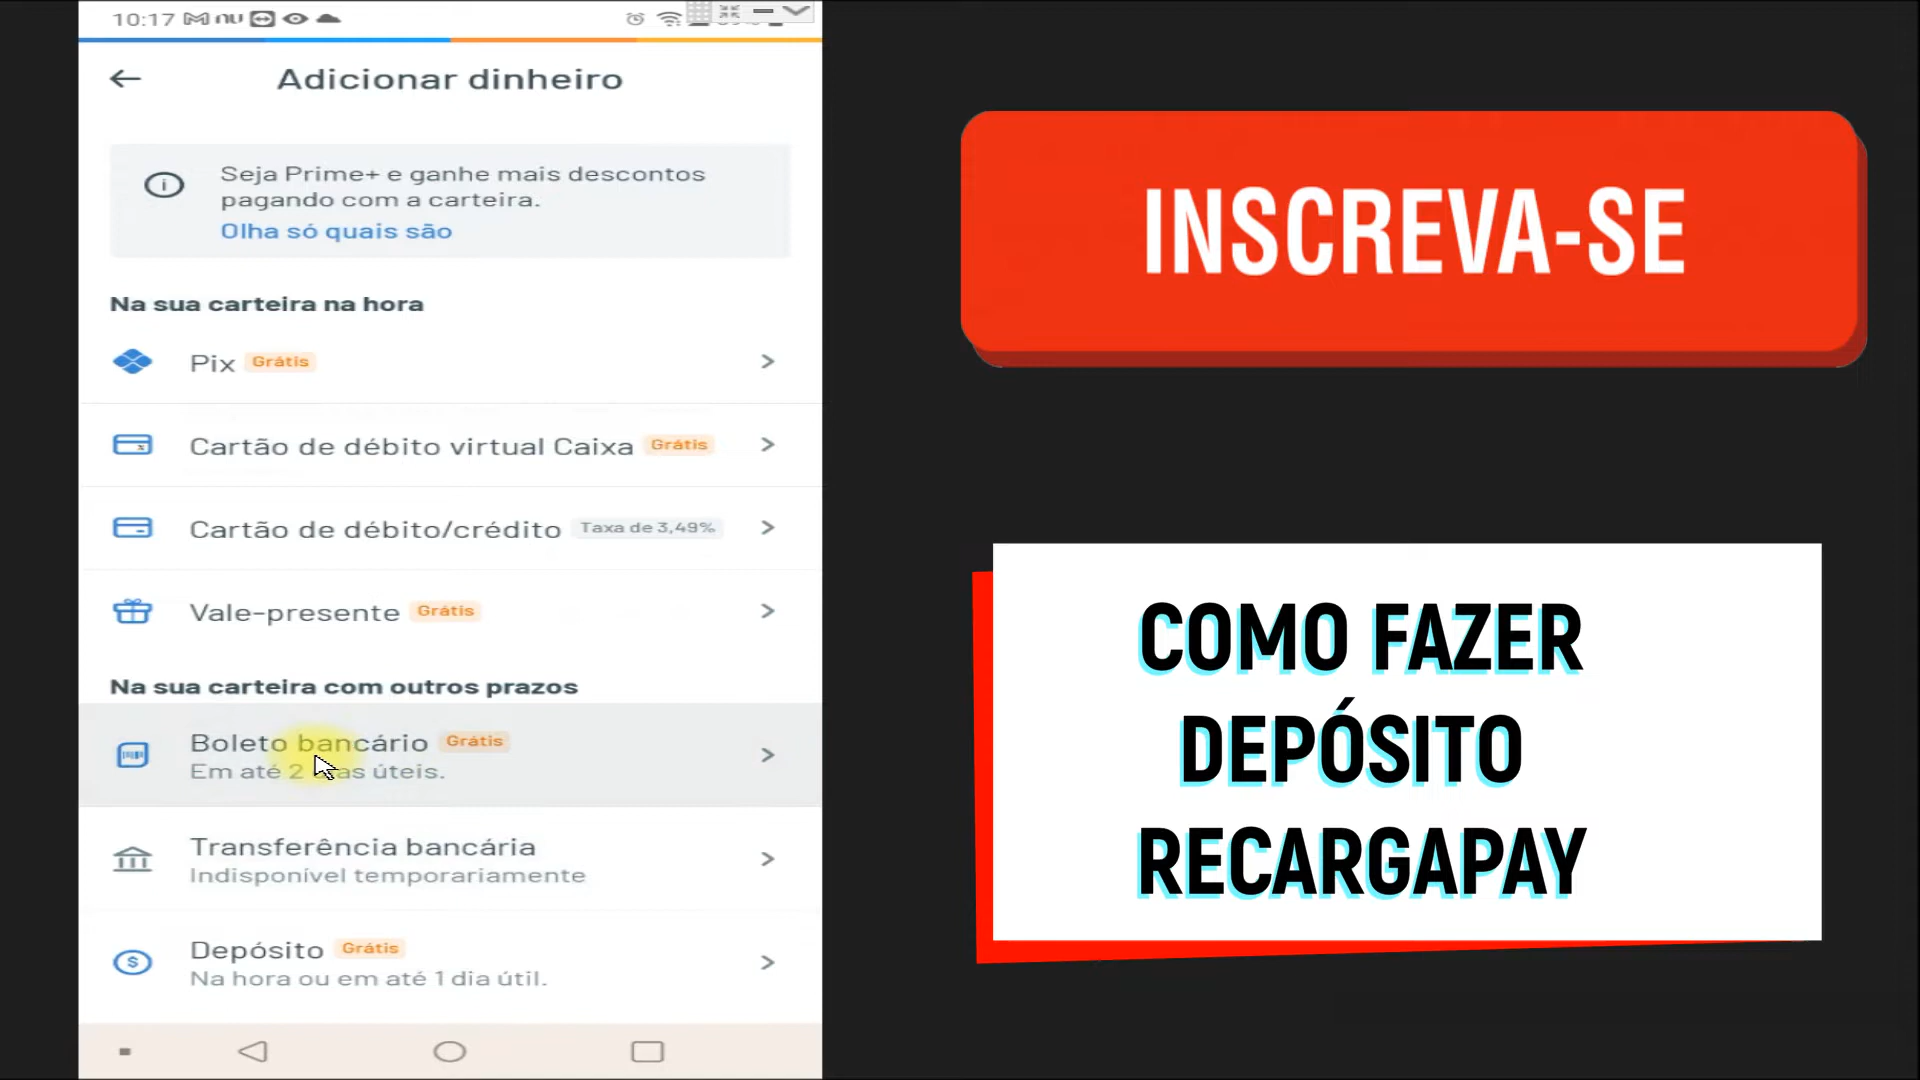 10:17
Adicionar dinheiro
Seja Prime+ e ganhe mais descontos
pagando com a carteira.
Olha só quais são
Na sua carteira na hora
Pix Grátis
Cartão de débito virtual Caixa Grátis
Cartão de débito/crédito Taxa de 3,49%
Vale-presente Grátis
Na sua carteira com outros prazos
Boleto bancário Grátis
Em até 2 dias úteis.
Transferência bancária
Indisponível temporariamente
Depósito Grátis
Na hora ou em até 1 dia útil.
INSCREVA-SE
COMO FAZER
DEPÓSITO
RECARGAPAY